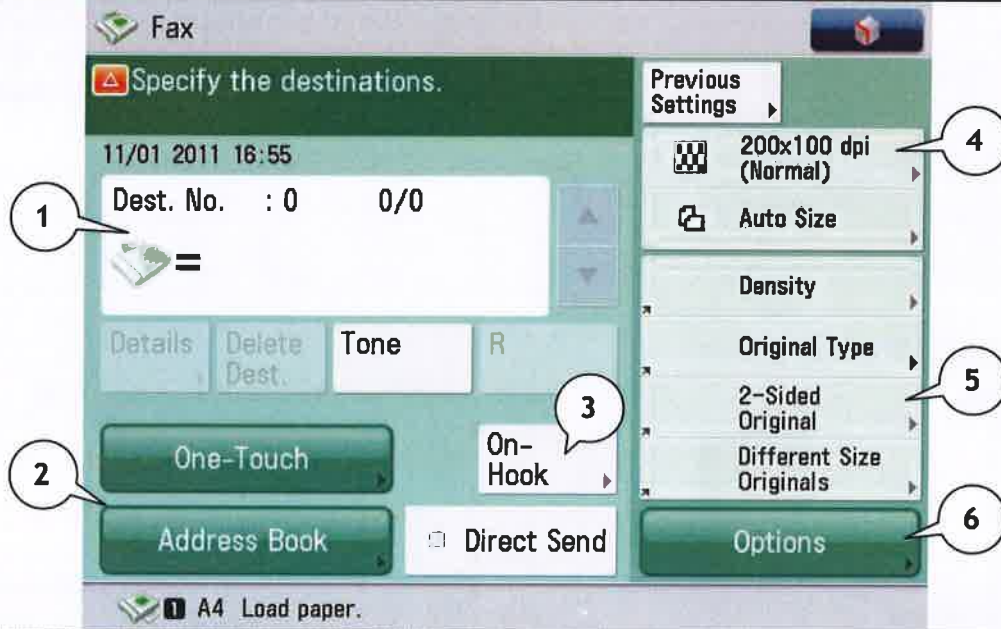 Fax
Specify the destinations.
Previous
Settings
11/01 2011 16:55
200x100 dpi
(Normal)
4
1
Dest. No. : 0 0/0
Auto Size
=
Density
Details
Delete
Dest.
Tone
R
Original Type
5
2-Sided
Original
3
One-Touch
On-
Hook
Different Size
Originals
2
6
Address Book
Direct Send
Options
1 A4 Load paper.